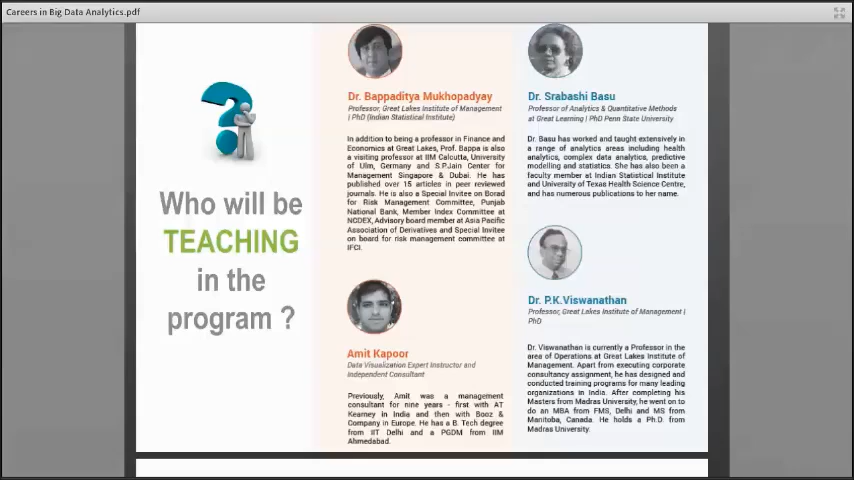 Careers in Big Data Analytics.pdf
?
Who will be
TEACHING
in the
program ?
Dr. Bappaditya Mukhopadyay
Professor, Great Lakes Institute of Management
| PhD (Indian Statistical Institute)
In addition to being a professor in Finance and
Economics at Great Lakes, Prof. Bappa is also
a visiting professor at IIM Calcutta, University
of Ulm, Germany and S.P.Jain Center for
Management Singapore & Dubai. He has
published over 15 articles in peer reviewed
journals. He is also a Special Invitee on Borad
for Risk Management Committee, Punjab
National Bank, Member Index Committee at
NCDEX, Advisory board member at Asia Pacific
Association of Derivatives and Special Invitee
on board for risk management committee at
IFCI.
Amit Kapoor
Data Visualization Expert Instructor and
Independent Consultant
Previously, Amit was a management
consultant for nine years - first with AT
Kearney in India and then with Booz &
Company in Europe. He has a B. Tech degree
from IIT Delhi and a PGDM from IIM
Ahmedabad.
Dr. Srabashi Basu
Professor of Analytics & Quantitative Methods
at Great Learning | PhD Penn State University
Dr. Basu has worked and taught extensively in
a range of analytics areas including health
analytics, complex data analytics, predictive
modelling and statistics. She has also been a
faculty member at Indian Statistical Institute
and University of Texas Health Science Centre,
and has numerous publications to her name.
Dr. P.K.Viswanathan
Professor, Great Lakes Institute of Management |
PhD
Dr. Viswanathan is currently a Professor in the
area of Operations at Great Lakes Institute of
Management. Apart from executing corporate
consultancy assignment, he has designed and
conducted training programs for many leading
organizations in India. After completing his
Masters from Madras University, he went on to
do an MBA from FMS, Delhi and MS from
Manitoba, Canada. He holds a Ph.D. from
Madras University.